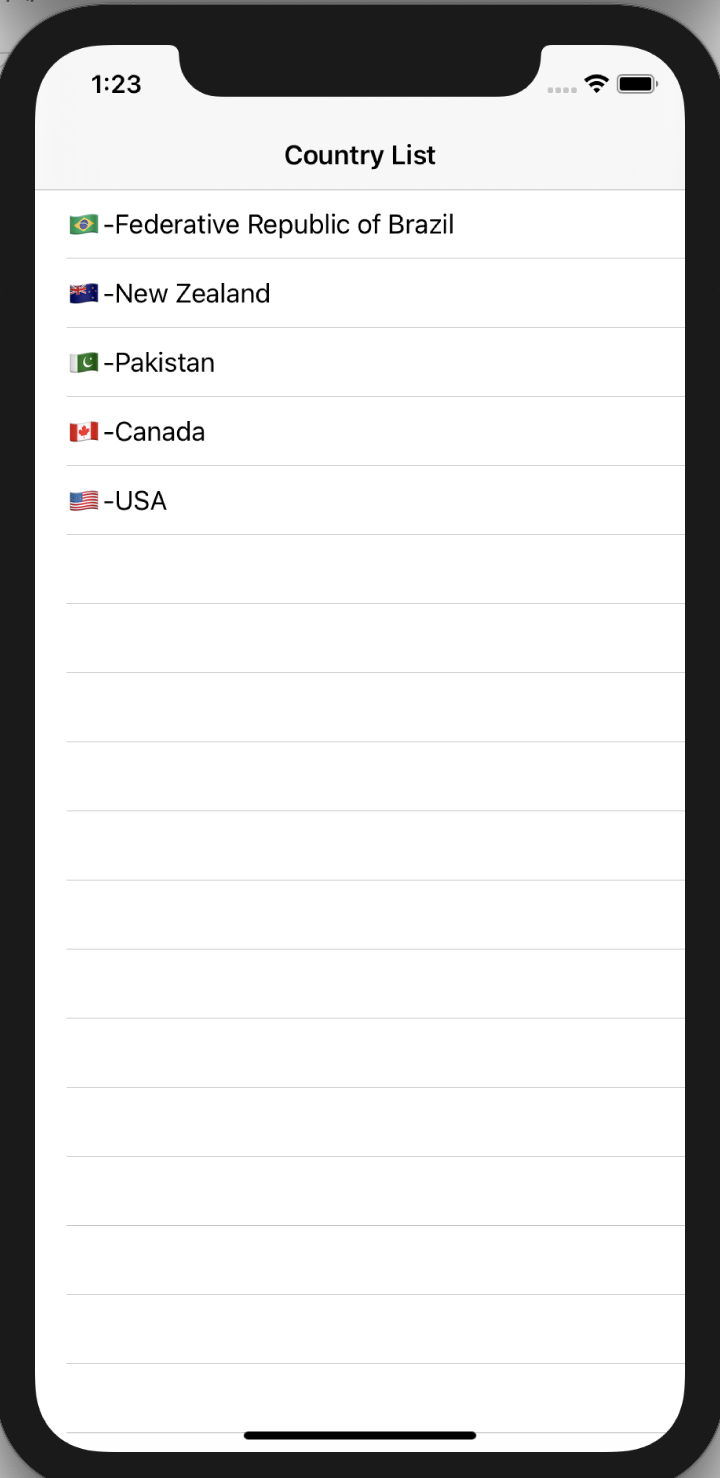 1:23
Country List
🇧🇷-Federative Republic of Brazil
🇳🇿-New Zealand
🇵🇰-Pakistan
🇨🇦-Canada
🇺🇸-USA